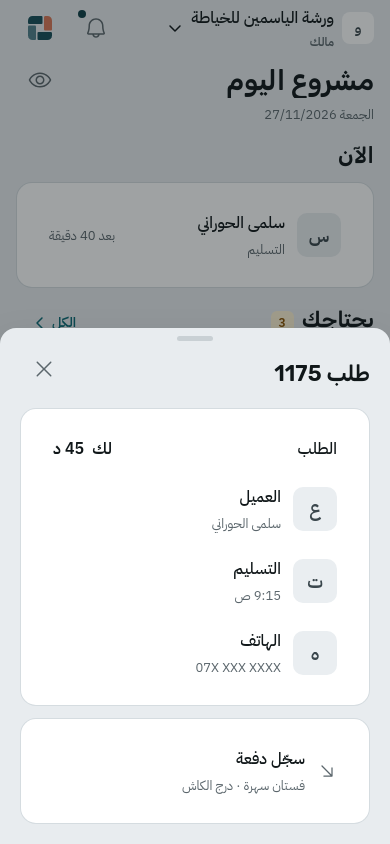 و
ورشة الياسمين للخياطة
مالك
مشروع اليوم
الجمعة 27/11/2026
الآن
س
سلمى الحوراني
التسليم
بعد 40 دقيقة
يحتاجك
3
الكل
طلب 1175
الطلب
لك 45 د
ع
العميل
سلمى الحوراني
ت
التسليم
9:15 ص
ه
الهاتف
07X XXX XXXX
سجّل دفعة
فستان سهرة · درج الكاش